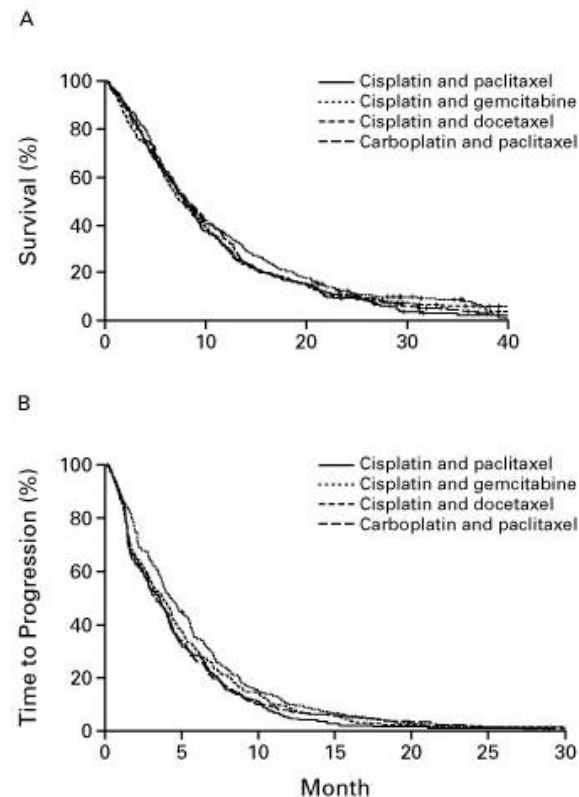 A
Survival (%)
100
80
60
40
20
0
Cisplatin and paclitaxel
Cisplatin and gemcitabine
Cisplatin and docetaxel
Carboplatin and paclitaxel
0 10 20 30 40
B
Time to Progression (%)
100
80
60
40
20
0
Cisplatin and paclitaxel
Cisplatin and gemcitabine
Cisplatin and docetaxel
Carboplatin and paclitaxel
0 5 10 15 20 25 30
Month